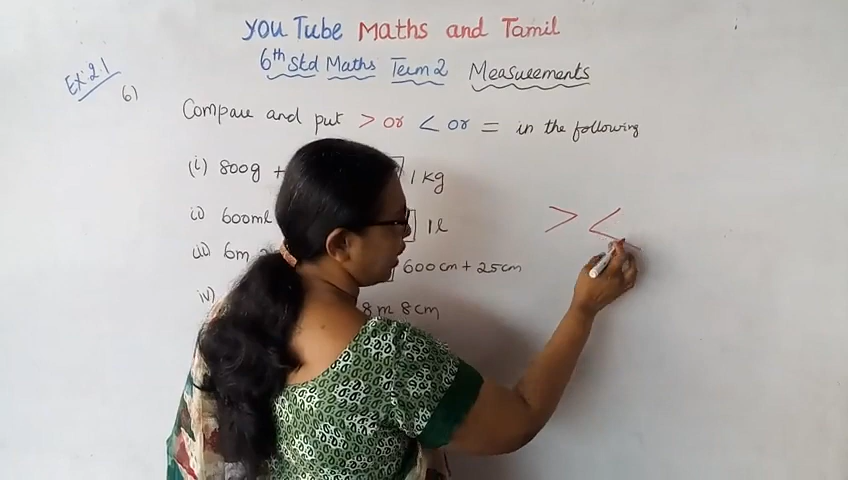 YouTube Maths and Tamil
6th Std Maths Term 2 Measurements
Ex: 2.1
6) Compare and put > or < or = in the following
(i) 800g + 1 kg
ii) 600ml 1 l
iii) 6m 600cm + 25cm
iv) 8m 8cm
> <